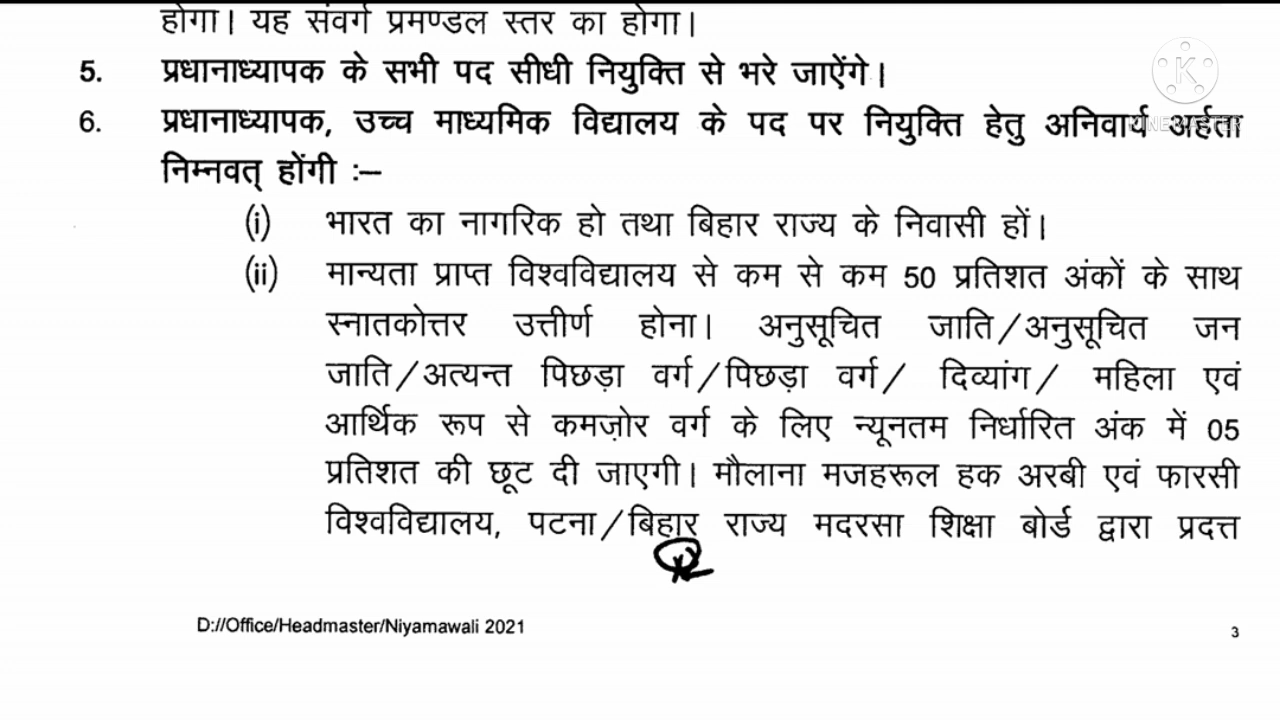 होगा। यह संवर्ग प्रमण्डल स्तर का होगा।
5. प्रधानाध्यापक के सभी पद सीधी नियुक्ति से भरे जाऐंगे।
6. प्रधानाध्यापक, उच्च माध्यमिक विद्यालय के पद पर नियुक्ति हेतु अनिवार्य अर्हता
निम्नवत् होंगी :–
(i) भारत का नागरिक हो तथा बिहार राज्य के निवासी हों।
(ii) मान्यता प्राप्त विश्वविद्यालय से कम से कम 50 प्रतिशत अंकों के साथ
स्नातकोत्तर उत्तीर्ण होना। अनुसूचित जाति/अनुसूचित जन
जाति/अत्यन्त पिछड़ा वर्ग/पिछड़ा वर्ग/ दिव्यांग/ महिला एवं
आर्थिक रूप से कमज़ोर वर्ग के लिए न्यूनतम निर्धारित अंक में 05
प्रतिशत की छूट दी जाएगी। मौलाना मजहरूल हक अरबी एवं फारसी
विश्वविद्यालय, पटना/बिहार राज्य मदरसा शिक्षा बोर्ड द्वारा प्रदत्त
D://Office/Headmaster/Niyamawali 2021
3
K
KINEMASTER